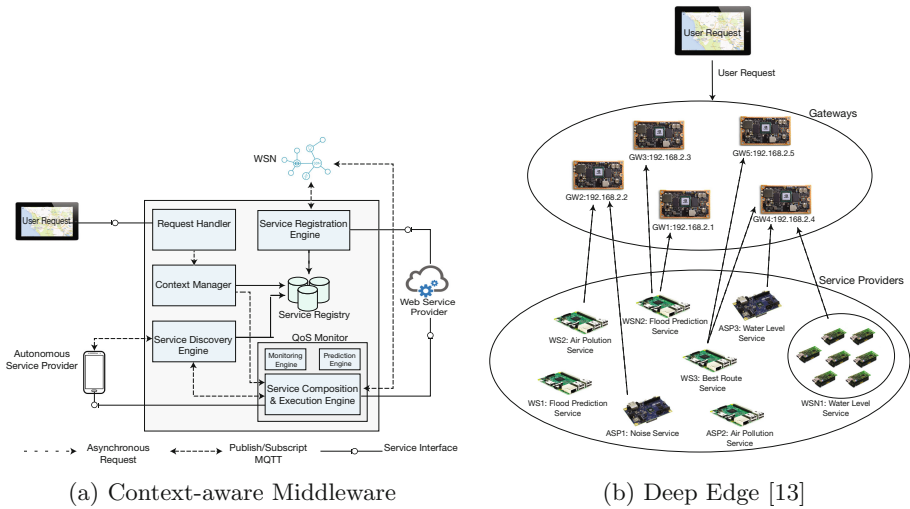 User Request
WSN
User Request
Request Handler
Service Registration
Engine
Context Manager
Service Registry
Web Service
Provider
Service Discovery
Engine
QoS Monitor
Monitoring
Engine
Prediction
Engine
Service Composition
& Execution Engine
Autonomous
Service Provider
Asynchronous
Request
Publish/Subscript
MQTT
Service Interface
(a) Context-aware Middleware
User Request
Gateways
GW3:192.168.2.3
GW5:192.168.2.5
GW2:192.168.2.2
GW1:192.168.2.1
GW4:192.168.2.4
Service Providers
WS2: Air Polution
Service
WSN2: Flood Prediction
Service
ASP3: Water Level
Service
WS3: Best Route
Service
WS1: Flood Prediction
Service
WSN1: Water Level
Service
ASP1: Noise Service
ASP2: Air Pollution
Service
(b) Deep Edge [13]